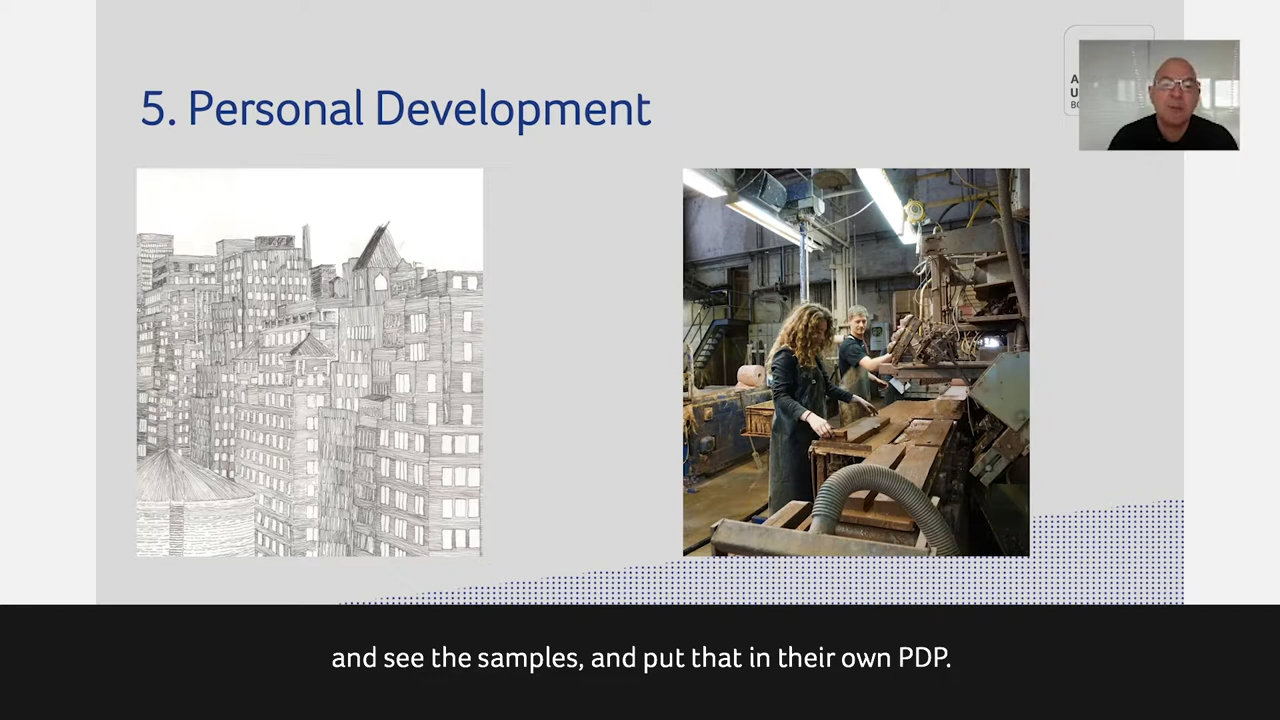 5. Personal Development
and see the samples, and put that in their own PDP.